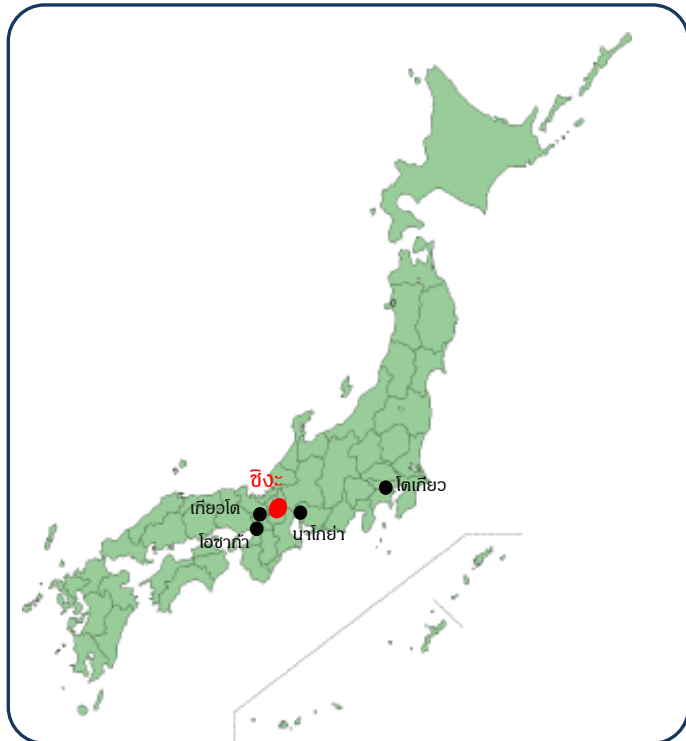 ชิงะ
โตเกียว
เกียวโต
นาโกย่า
โอซาก้า